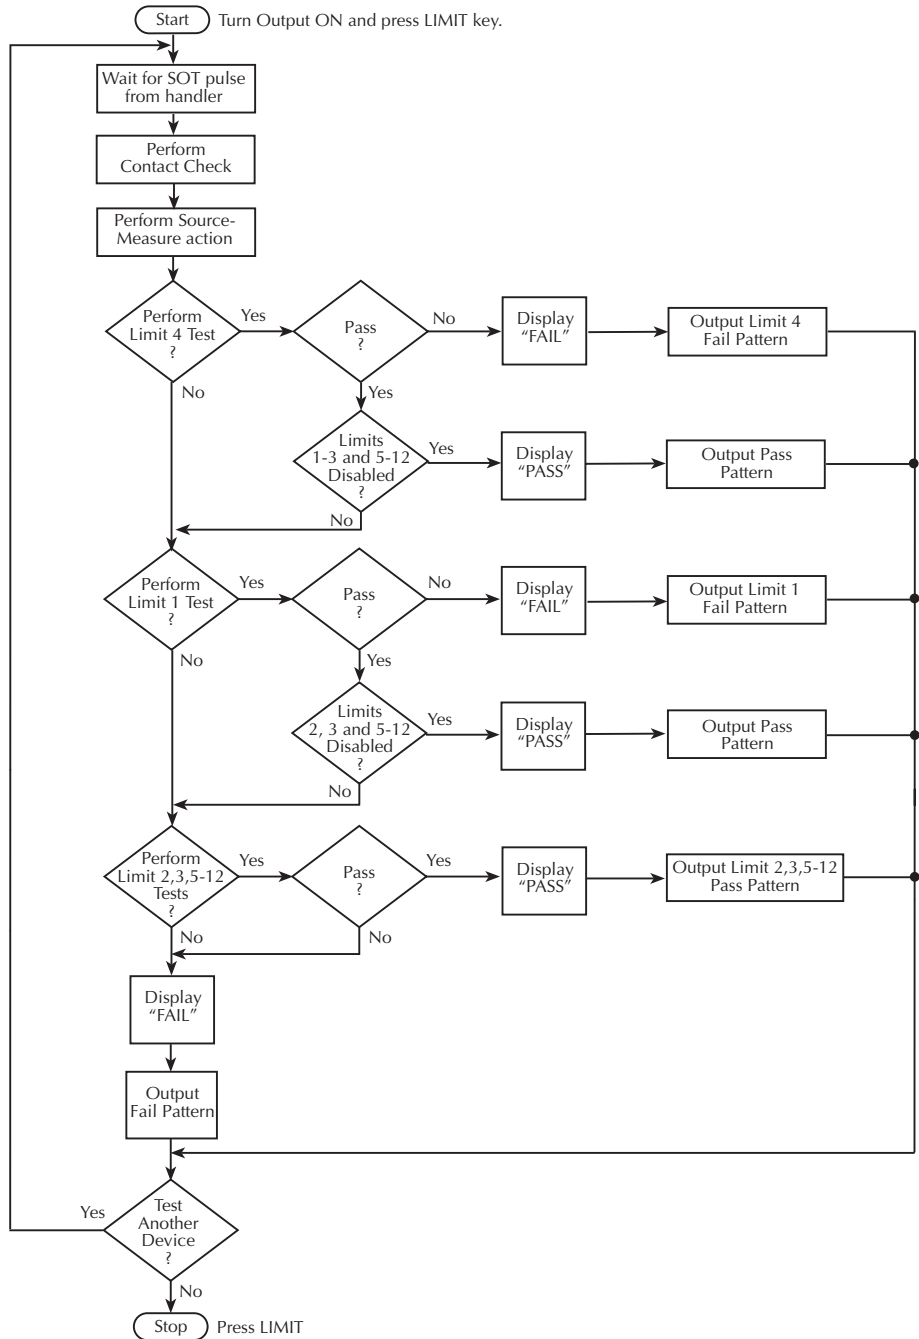 Start
Turn Output ON and press LIMIT key.
Wait for SOT pulse
from handler
Perform
Contact Check
Perform Source-
Measure action
Perform
Limit 4 Test
?
Yes
No
Pass
?
No
Yes
Display
“FAIL”
Output Limit 4
Fail Pattern
Limits
1-3 and 5-12
Disabled
?
Yes
No
Display
“PASS”
Output Pass
Pattern
Perform
Limit 1 Test
?
Yes
No
Pass
?
No
Yes
Display
“FAIL”
Output Limit 1
Fail Pattern
Limits
2, 3 and 5-12
Disabled
?
Yes
No
Display
“PASS”
Output Pass
Pattern
Perform
Limit 2,3,5-12
Tests
?
Yes
No
Pass
?
Yes
No
Display
“PASS”
Output Limit 2,3,5-12
Pass Pattern
Display
“FAIL”
Output
Fail Pattern
Test
Another
Device
?
Yes
No
Stop
Press LIMIT